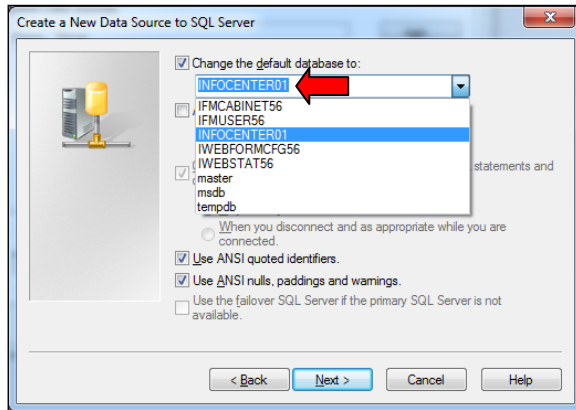 Create a New Data Source to SQL Server
Change the default database to:
INFOCENTER01
IFMCABINET56
IFMUSER56
INFOCENTER01
IWEBFORMCFG56
IWEBSTAT56
master
msdb
tempdb
statements and
When you disconnect and as appropriate while you are
connected.
Use ANSI quoted identifiers.
Use ANSI nulls, paddings and warnings.
Use the failover SQL Server if the primary SQL Server is not
available.
< Back
Next >
Cancel
Help